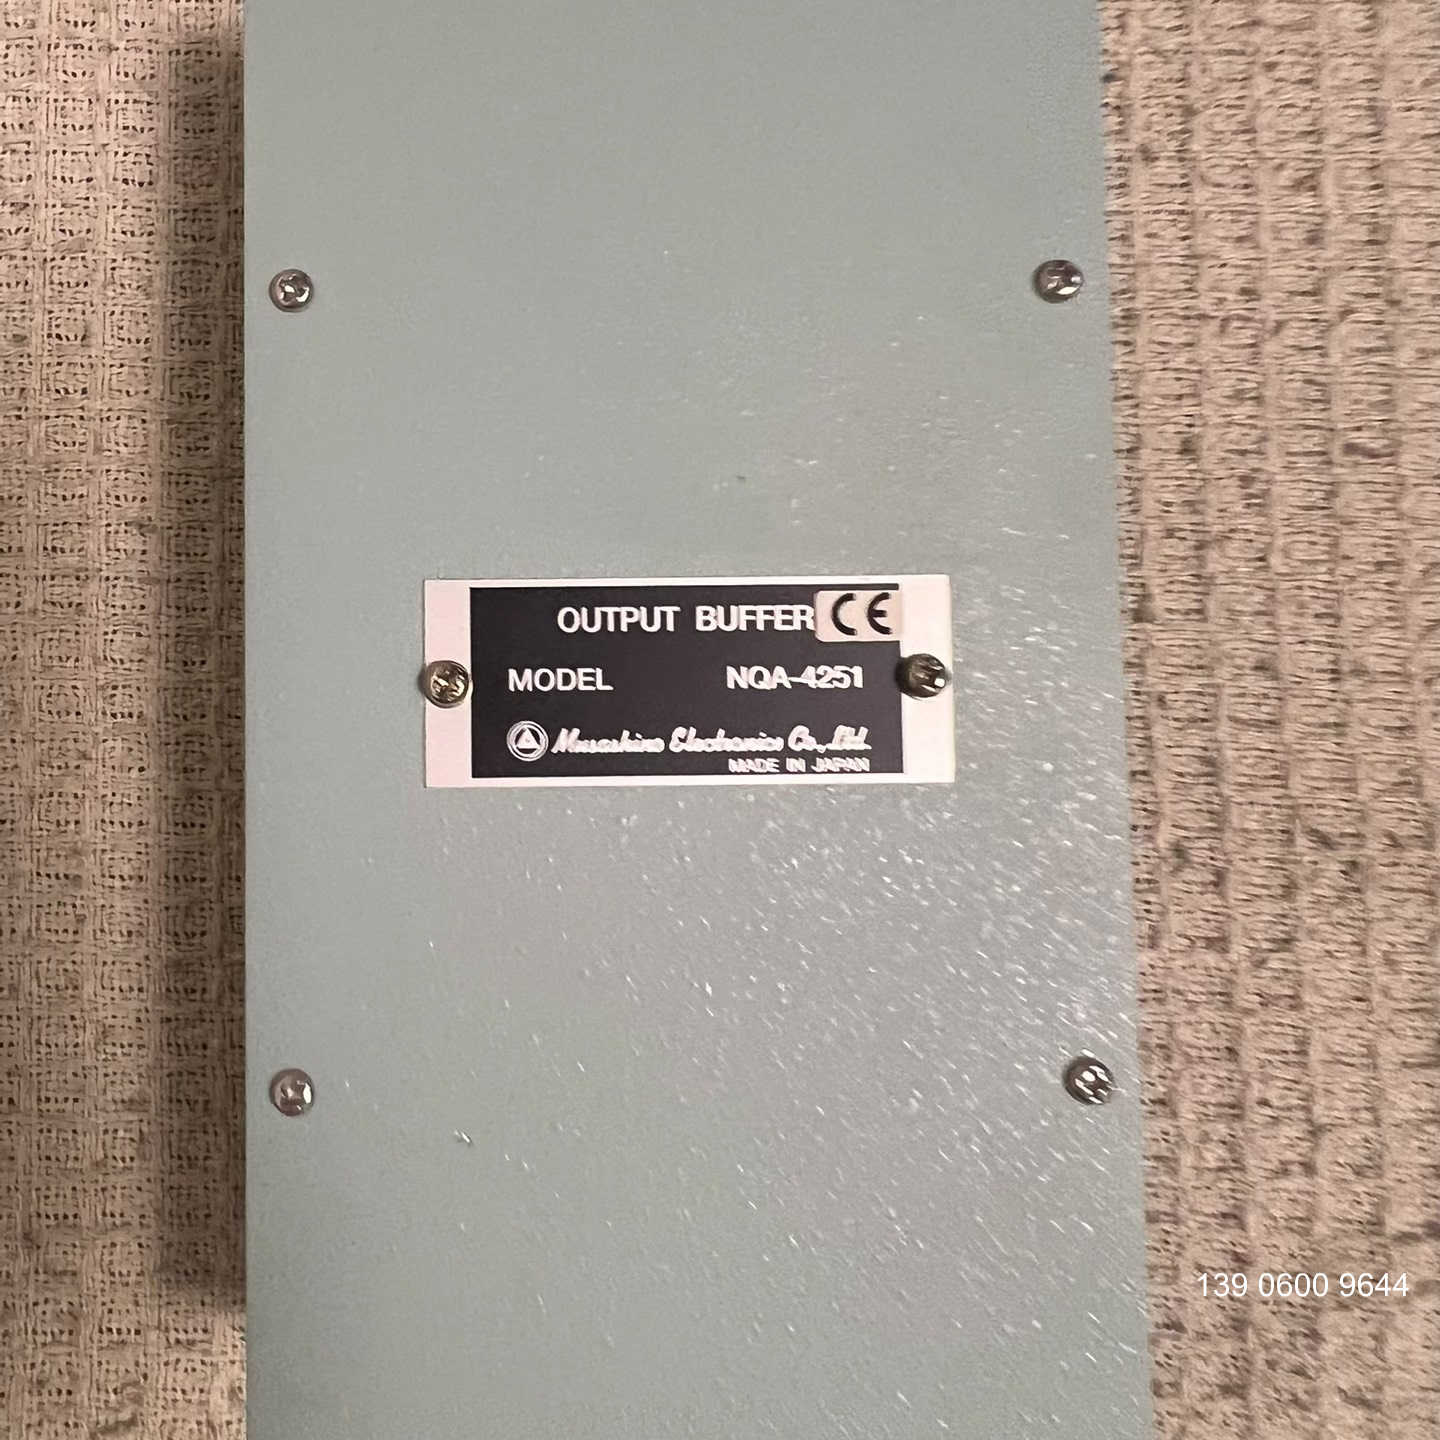 OUTPUT BUFFER CE
MODEL NQA-4251
Musashino Electronics Co., Ltd.
MADE IN JAPAN
139 0600 9644